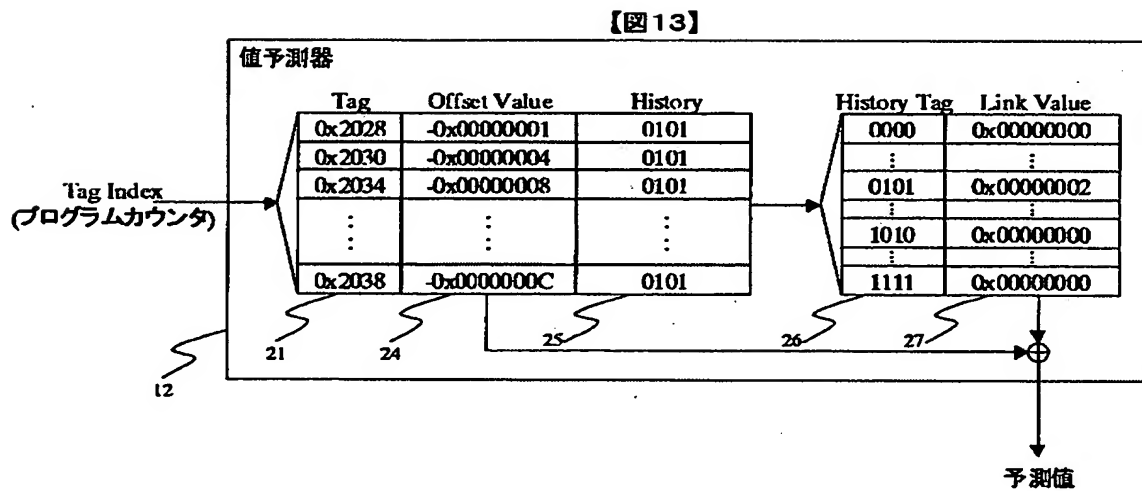 【図13】
値予測器
Tag Offset Value History
0x2028 -0x00000001 0101
0x2030 -0x00000004 0101
0x2034 -0x00000008 0101
⋮ ⋮ ⋮
0x2038 -0x0000000C 0101
History Tag Link Value
0000 0x00000000
⋮ ⋮
0101 0x00000002
⋮ ⋮
1010 0x00000000
⋮ ⋮
1111 0x00000000
Tag Index
(プログラムカウンタ)
21 24 25 26 27
12
予測値